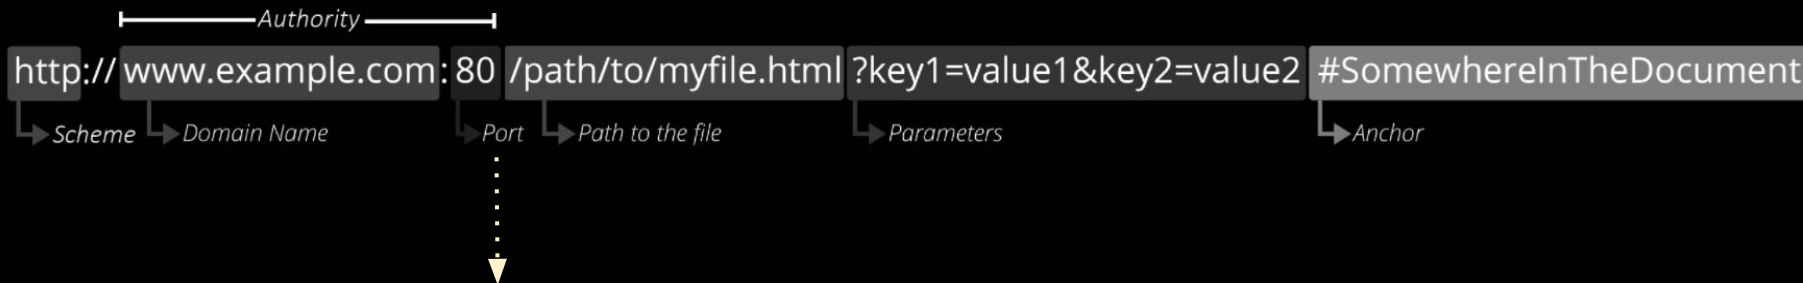 Authority
http://www.example.com:80/path/to/myfile.html?key1=value1&key2=value2#SomewhereInTheDocument
Scheme Domain Name Port Path to the file Parameters Anchor